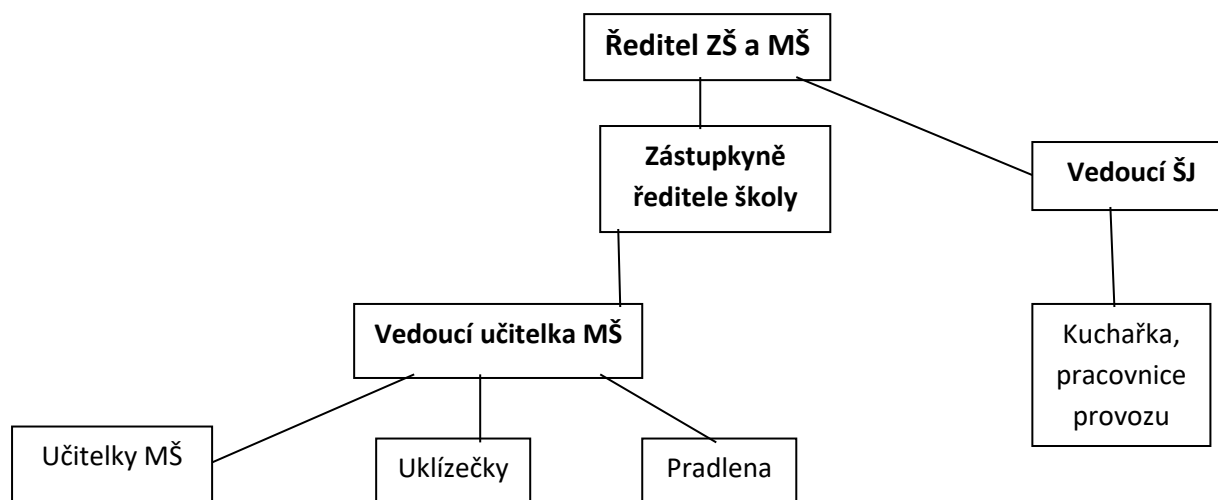 Ředitel ZŠ a MŠ
Zástupkyně
ředitele školy
Vedoucí ŠJ
Vedoucí učitelka MŠ
Kuchařka,
pracovnice
provozu
Učitelky MŠ
Uklízečky
Pradlena